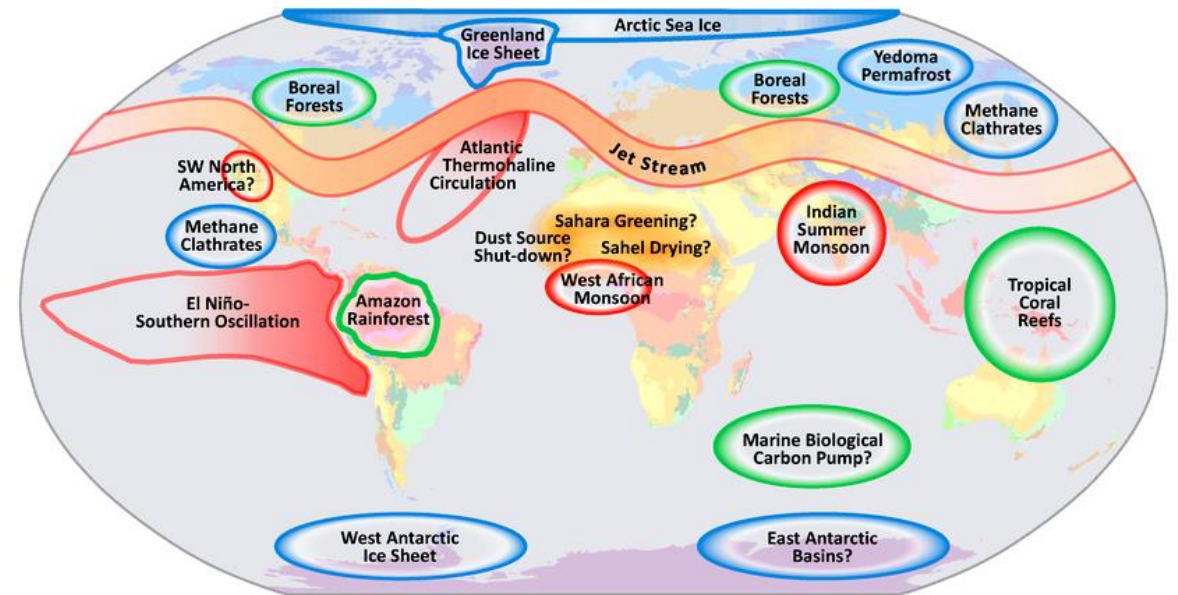 Arctic Sea Ice
Greenland
Ice Sheet
Yedoma
Permafrost
Boreal
Forests
Boreal
Forests
Methane
Clathrates
Atlantic
Thermohaline
Circulation
Jet Stream
SW North
America?
Methane
Clathrates
Sahara Greening?
Dust Source
Shut-down?
Sahel Drying?
Indian
Summer
Monsoon
West African
Monsoon
El Niño-
Southern Oscillation
Amazon
Rainforest
Tropical
Coral
Reefs
Marine Biological
Carbon Pump?
West Antarctic
Ice Sheet
East Antarctic
Basins?